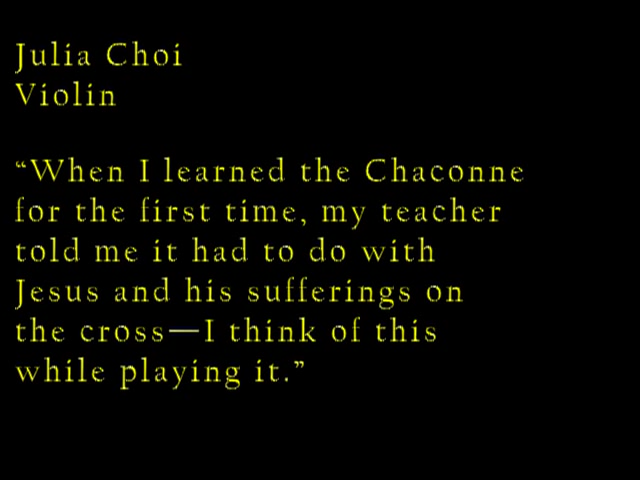 Julia Choi
Violin
“When I learned the Chaconne
for the first time, my teacher
told me it had to do with
Jesus and his sufferings on
the cross—I think of this
while playing it.”